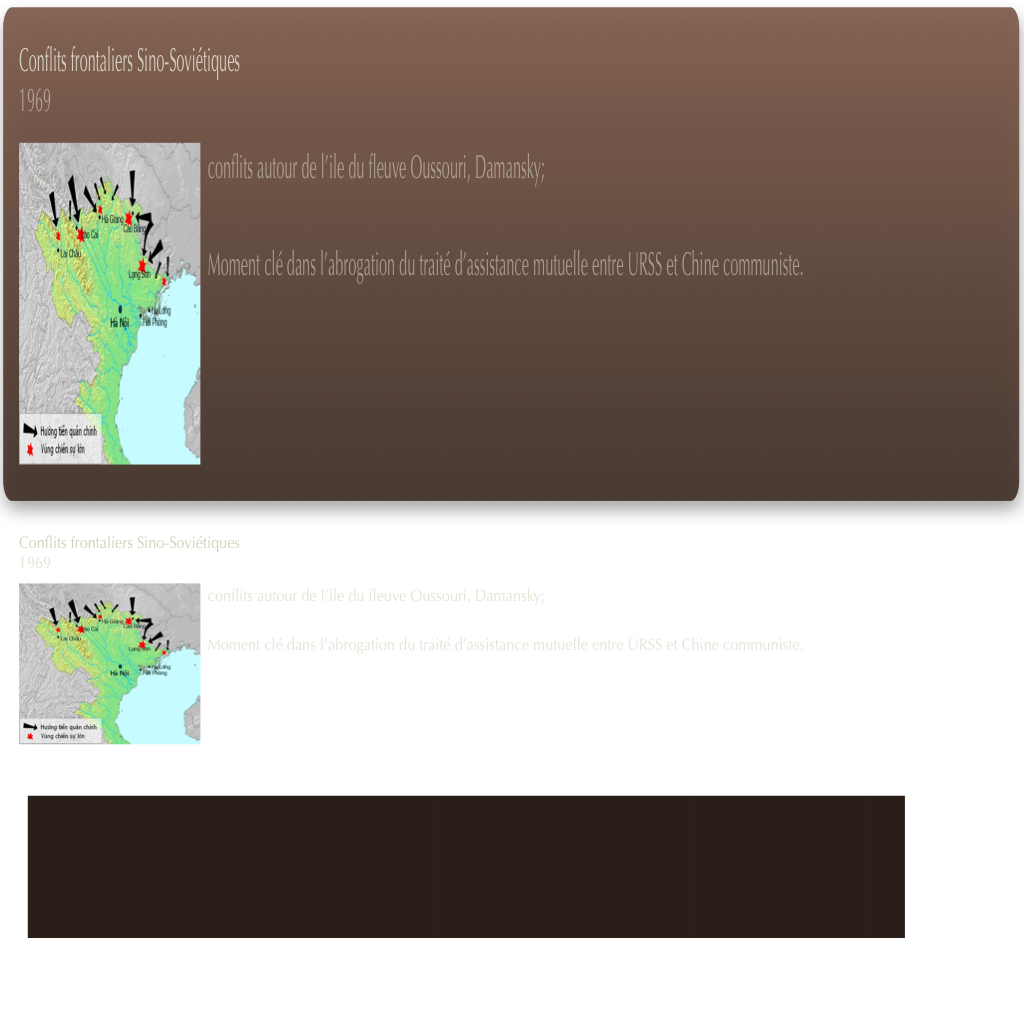 Conflits frontaliers Sino-Soviétiques
1969
conflits autour de l’ile du fleuve Oussouri, Damansky;
Moment clé dans l’abrogation du traité d’assistance mutuelle entre URSS et Chine communiste.
Hà Giang
Cao Bằng
Lào Cai
Lai Châu
Lạng Sơn
Hạ Long
Hà Nội
Hải Phòng
Hướng tiến quân chính
Vùng chiến sự lớn
Conflits frontaliers Sino-Soviétiques
1969
conflits autour de l’ile du fleuve Oussouri, Damansky;
Moment clé dans l’abrogation du traité d’assistance mutuelle entre URSS et Chine communiste.
Hà Giang
Cao Bằng
Lào Cai
Lai Châu
Lạng Sơn
Hạ Long
Hà Nội
Hải Phòng
Hướng tiến quân chính
Vùng chiến sự lớn